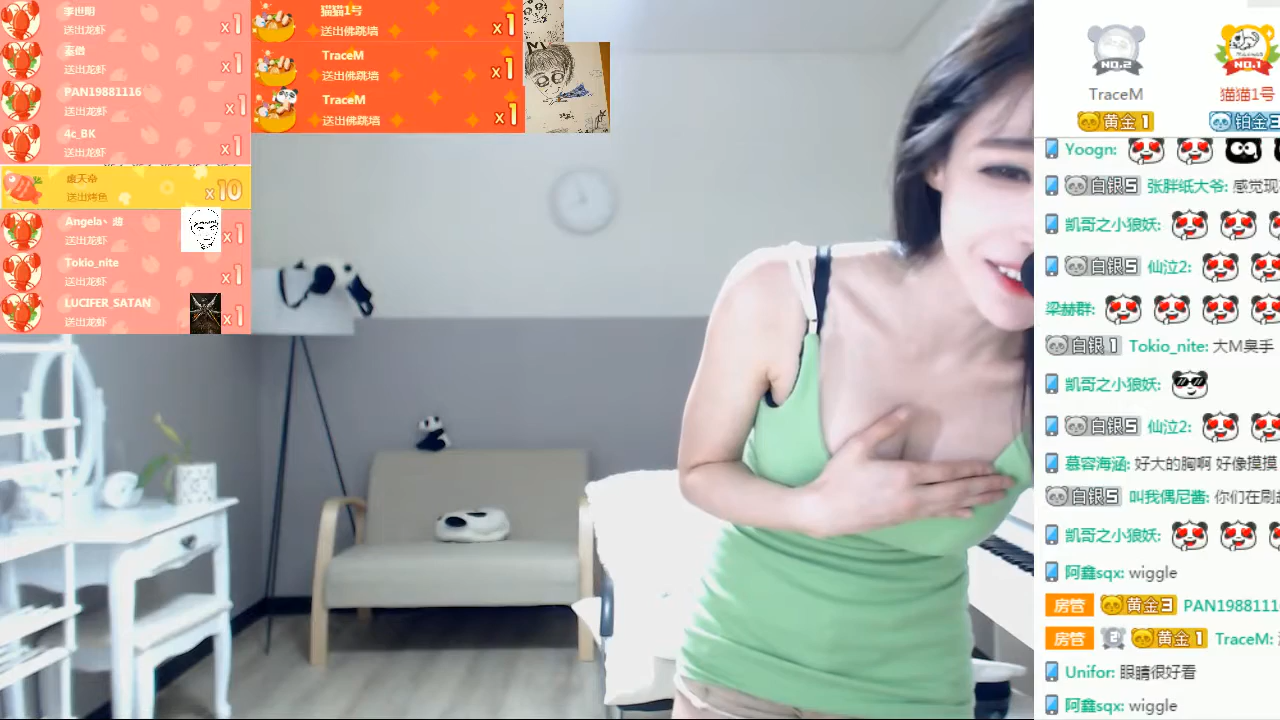 李世明
送出龙虾
x1
送出龙虾
x1
PAN19881116
送出龙虾
x1
4c_BK
送出龙虾
x1
送出烤鱼
x10
Angela丶
送出龙虾
x1
Tokio_nite
送出龙虾
x1
LUCIFER_SATAN
送出龙虾
x1
猫猫1号
送出佛跳墙
x1
TraceM
送出佛跳墙
x1
TraceM
送出佛跳墙
x1
NO.2
TraceM
黄金1
NO.1
猫猫1号
铂金3
Yoogn:
白银5 张胖纸大爷: 感觉现
凯哥之小狼妖:
白银5 仙泣2:
梁赫群:
白银1 Tokio_nite: 大M臭手
凯哥之小狼妖:
白银5 仙泣2:
慕容海涵: 好大的胸啊 好像摸摸
白银5 叫我偶尼酱: 你们在刷
凯哥之小狼妖:
阿鑫sqx: wiggle
房管 黄金3 PAN1988111
房管 2 黄金1 TraceM:
Unifor: 眼睛很好看
阿鑫sqx: wiggle